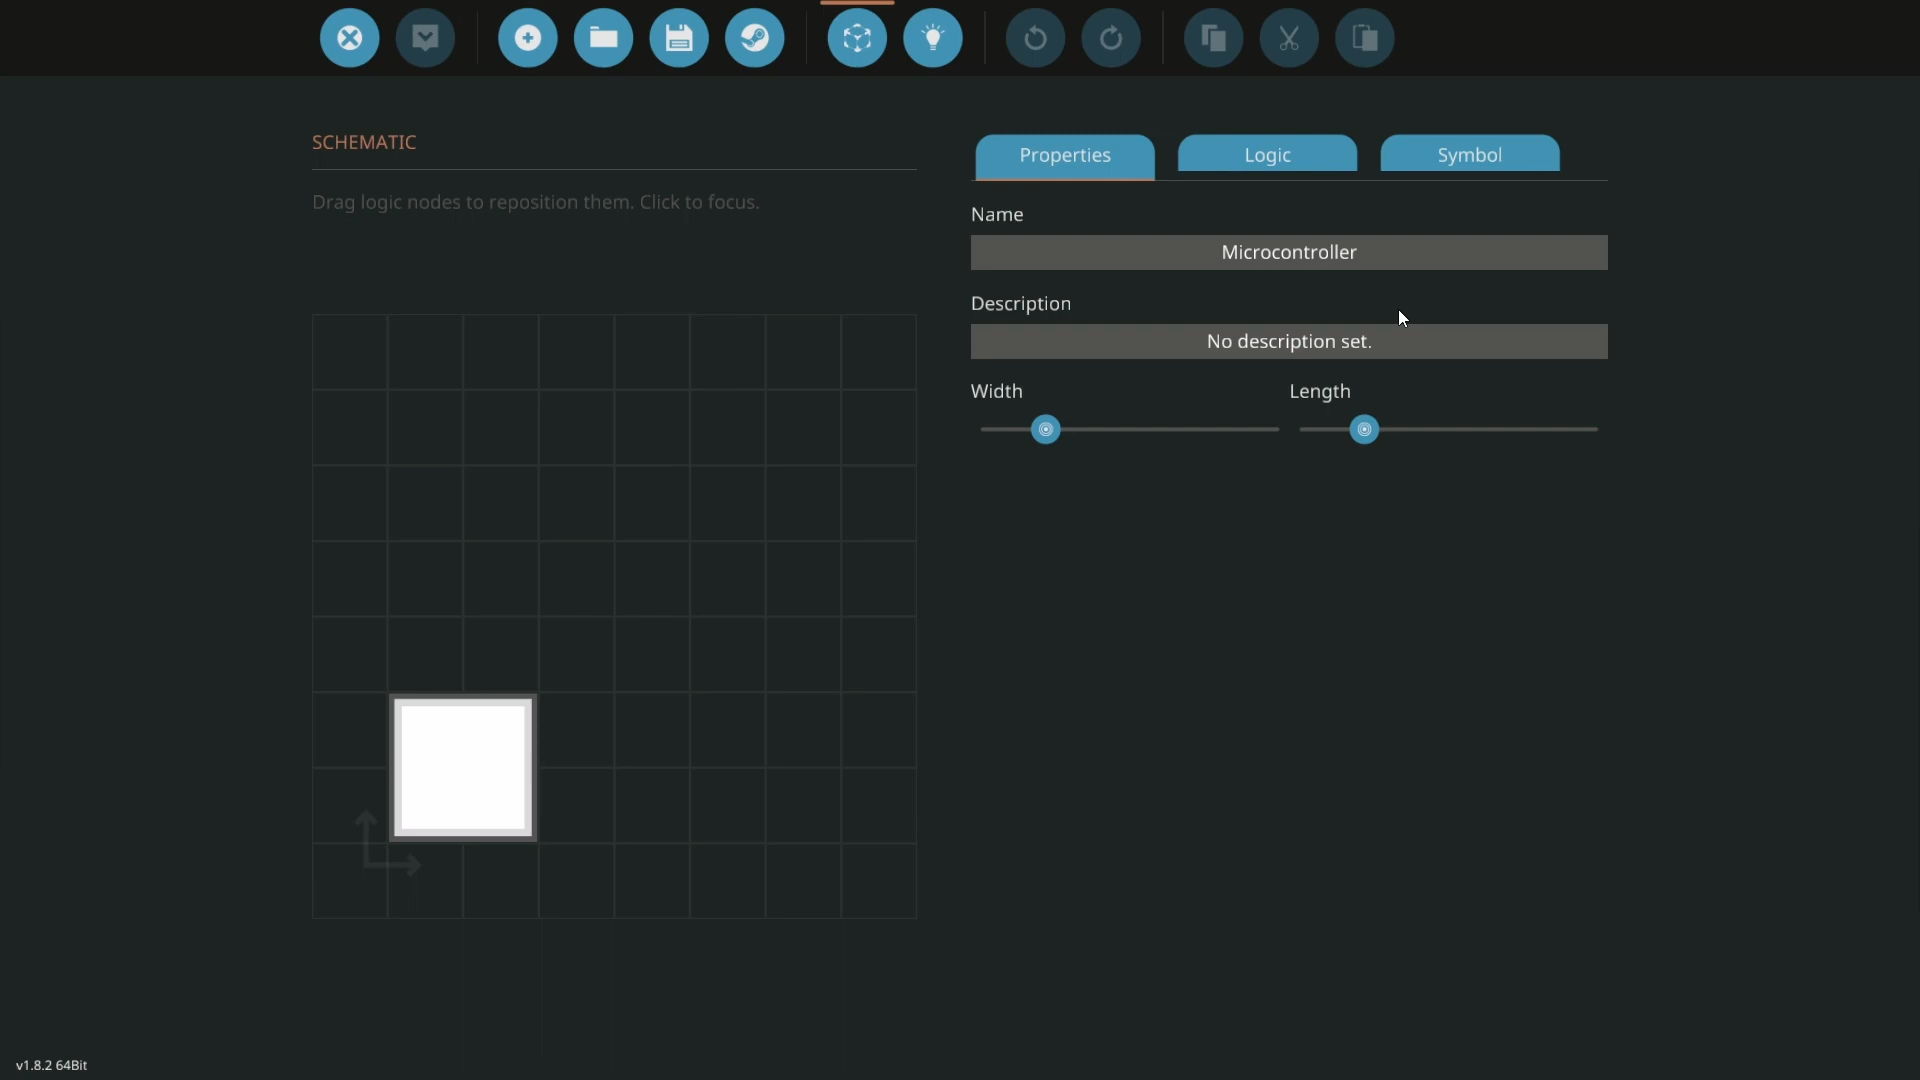 SCHEMATIC
Drag logic nodes to reposition them. Click to focus.
Properties
Logic
Symbol
Name
Microcontroller
Description
No description set.
Width
Length
v1.8.2 64Bit